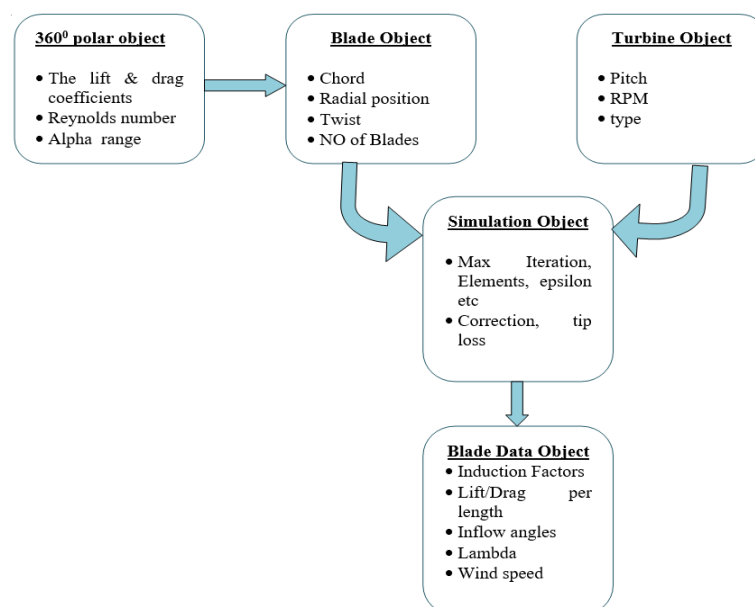 360⁰ polar object
• The lift & drag
coefficients
• Reynolds number
• Alpha range
Blade Object
• Chord
• Radial position
• Twist
• NO of Blades
Turbine Object
• Pitch
• RPM
• type
Simulation Object
• Max Iteration,
Elements, epsilon
etc
• Correction, tip
loss
Blade Data Object
• Induction Factors
• Lift/Drag per
length
• Inflow angles
• Lambda
• Wind speed